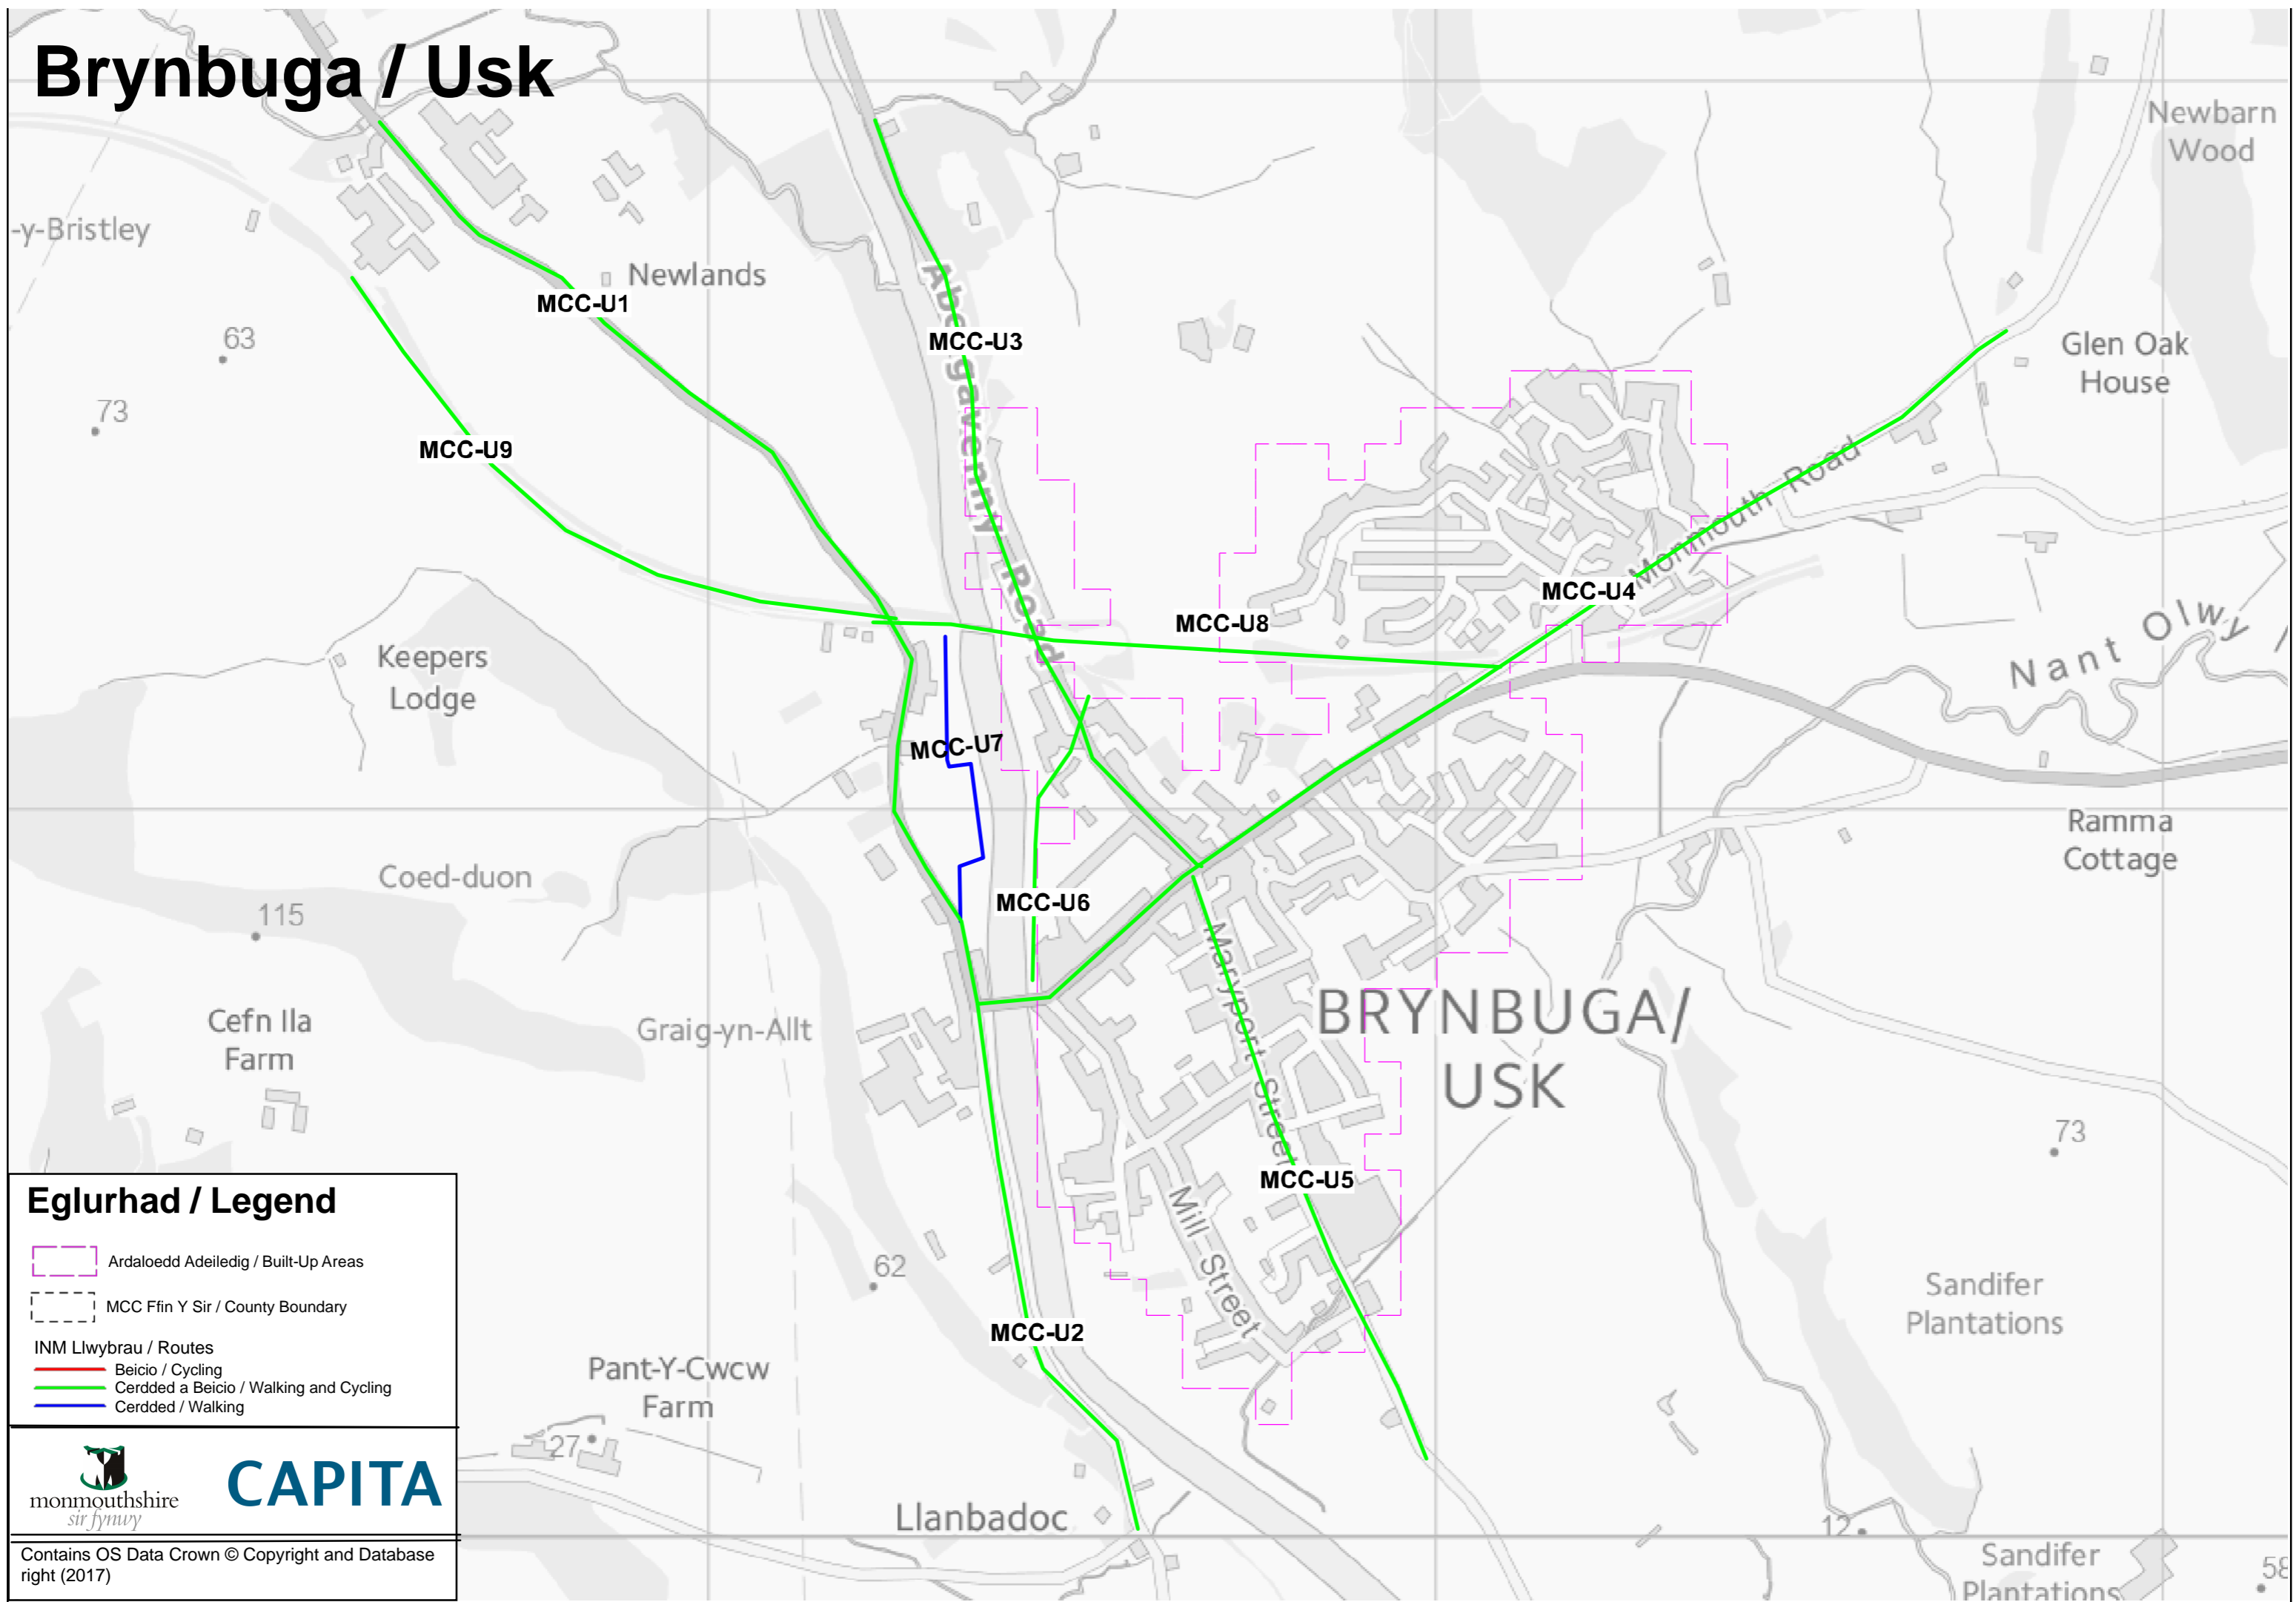 Brynbuga / Usk
Newbarn
Wood
-y-Bristley
Newlands
MCC-U1
63
MCC-U3
Abergavenny Road
Glen Oak
House
73
MCC-U9
Monmouth Road
MCC-U4
MCC-U8
Nant Olwy
Keepers
Lodge
MCC-U7
Ramma
Cottage
Coed-duon
115
MCC-U6
Maryport Street
BRYNBUGA/
USK
Cefn Ila
Farm
Graig-yn-Allt
73
MCC-U5
Mill Street
62
Sandifer
Plantations
MCC-U2
Pant-Y-Cwcw
Farm
27
Llanbadoc
12
Sandifer
Plantations
58
Eglurhad / Legend
Ardaloedd Adeiledig / Built-Up Areas
MCC Ffin Y Sir / County Boundary
INM Llwybrau / Routes
Beicio / Cycling
Cerdded a Beicio / Walking and Cycling
Cerdded / Walking
monmouthshire
sir fynwy
CAPITA
Contains OS Data Crown © Copyright and Database
right (2017)